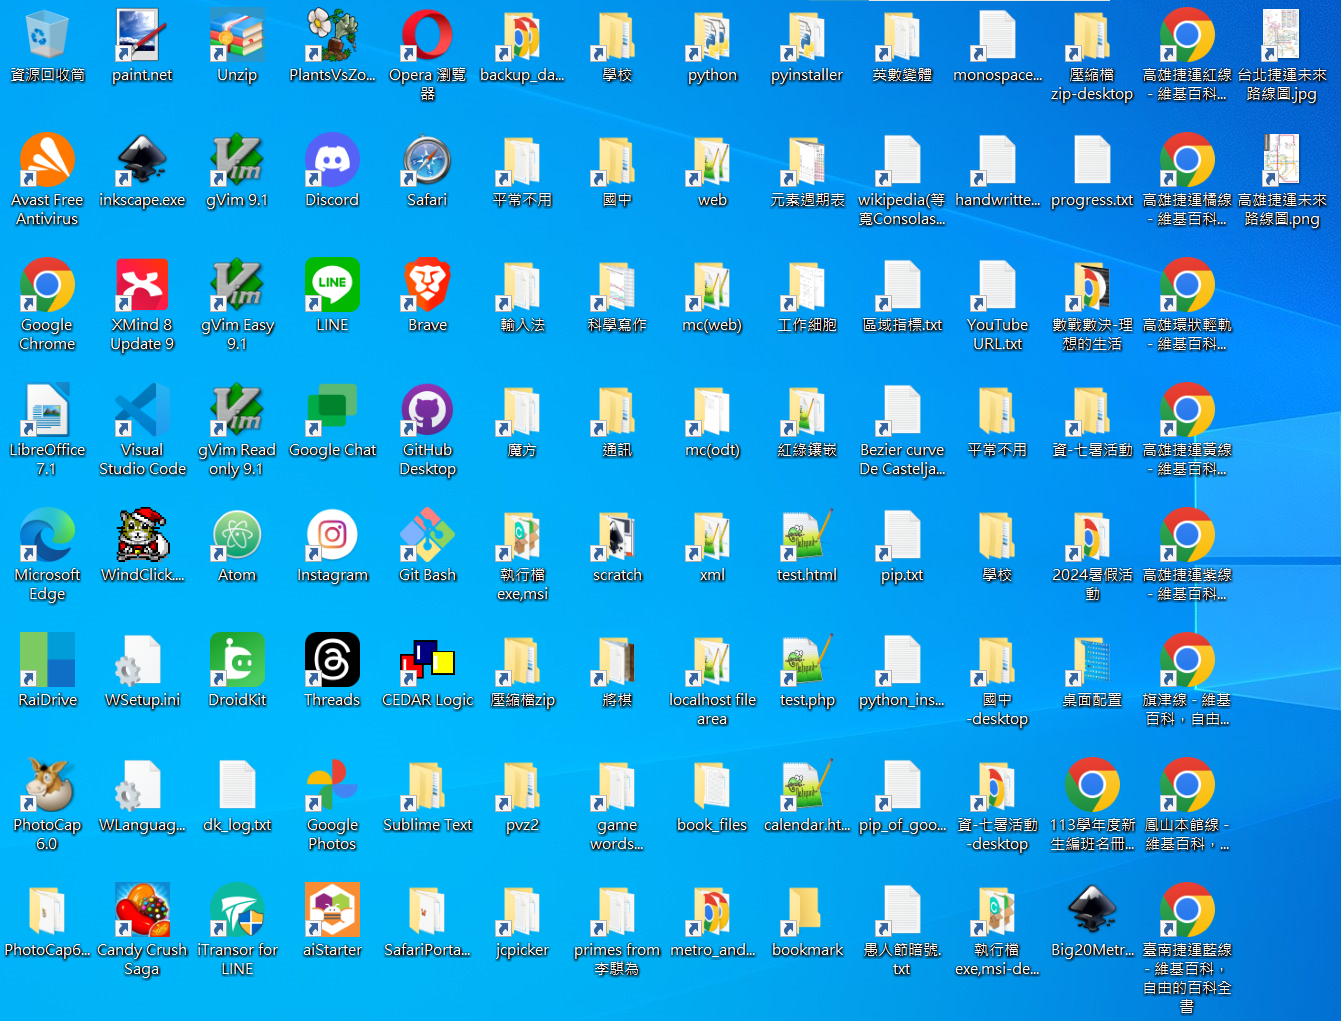 資源回收筒
paint.net
Unzip
PlantsVsZo...
Opera 瀏覽
器
backup_da...
學校
python
pyinstaller
英數變體
monospace...
壓縮檔
zip-desktop
高雄捷運紅線
- 維基百科...
台北捷運未來
路線圖.jpg
Avast Free
Antivirus
inkscape.exe
gVim 9.1
Discord
Safari
平常不用
國中
web
元素週期表
wikipedia(等
寬Consolas...
handwritte...
progress.txt
高雄捷運橘線
- 維基百科...
高雄捷運未來
路線圖.png
Google
Chrome
XMind 8
Update 9
gVim Easy
9.1
LINE
Brave
輸入法
科學寫作
mc(web)
工作細胞
區域指標.txt
YouTube
URL.txt
數戰數決-理
想的生活
高雄環狀輕軌
- 維基百科...
LibreOffice
7.1
Visual
Studio Code
gVim Read
only 9.1
Google Chat
GitHub
Desktop
魔方
通訊
mc(odt)
紅綠鑲嵌
Bezier curve
De Castelja...
平常不用
資-七暑活動
高雄捷運黃線
- 維基百科...
Microsoft
Edge
WindClick....
Atom
Instagram
Git Bash
執行檔
exe,msi
scratch
xml
test.html
pip.txt
學校
2024暑假活
動
高雄捷運紫線
- 維基百科...
RaiDrive
WSetup.ini
DroidKit
Threads
CEDAR Logic
壓縮檔zip
將棋
localhost file
area
test.php
python_ins...
國中
-desktop
桌面配置
旗津線 - 維基
百科，自由...
PhotoCap
6.0
WLanguag...
dk_log.txt
Google
Photos
Sublime Text
pvz2
game
words...
book_files
calendar.ht...
pip_of_goo...
資-七暑活動
-desktop
113學年度新
生編班名冊...
鳳山本館線 -
維基百科，...
PhotoCap6...
Candy Crush
Saga
iTransor for
LINE
aiStarter
SafariPorta...
jcpicker
primes from
李騏為
metro_and...
bookmark
愚人節暗號.
txt
執行檔
exe,msi-de...
Big20Metr...
臺南捷運藍線
- 維基百科，
自由的百科全
書